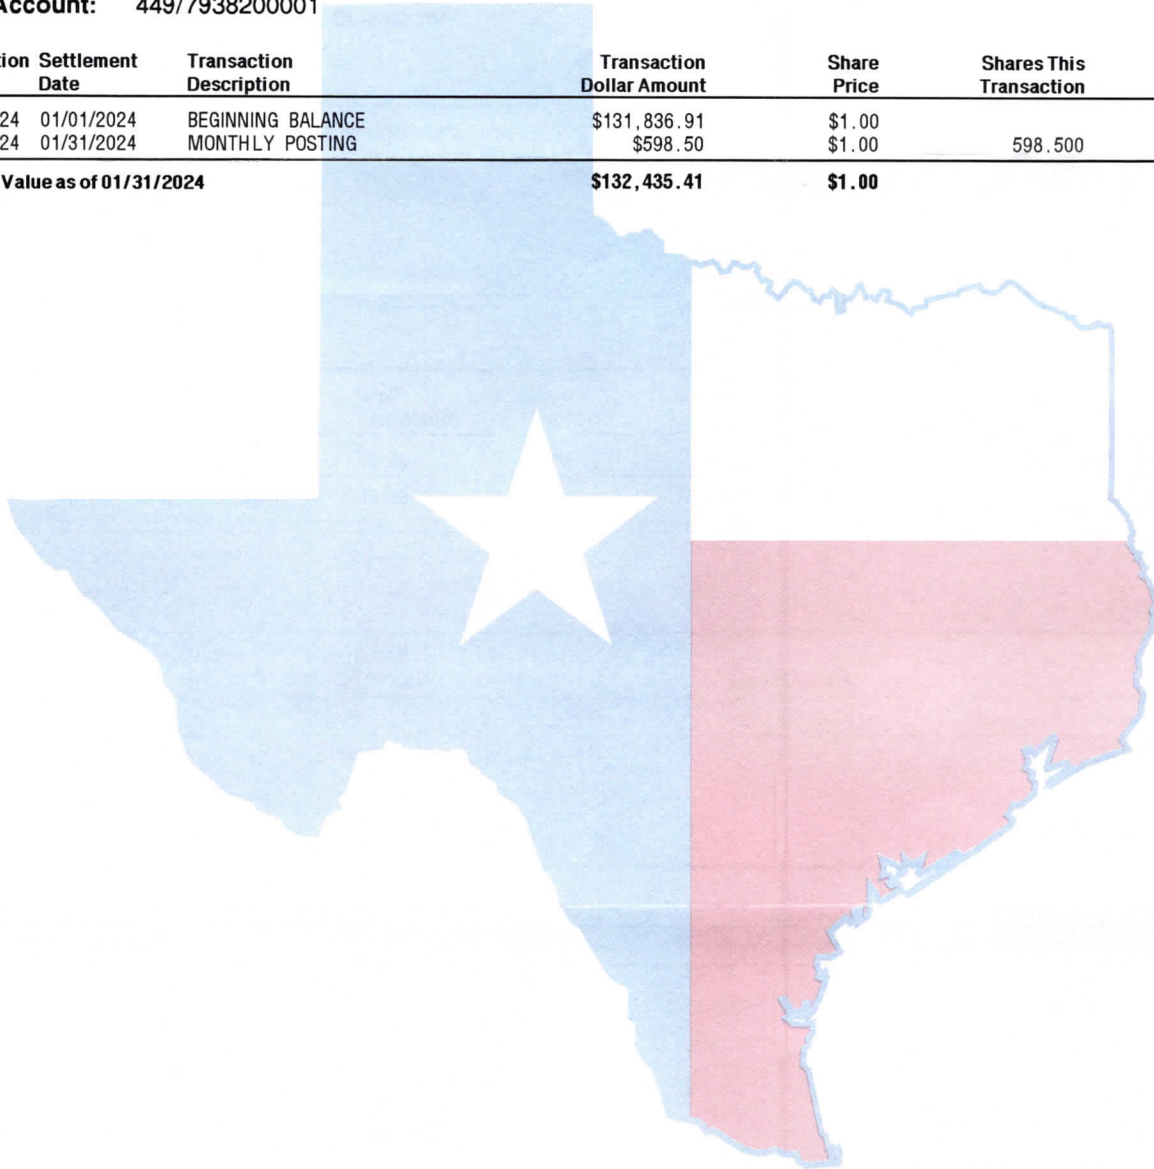 Account: 449/7938200001
tion Settlement Transaction Transaction Share Shares This
Date Description Dollar Amount Price Transaction
24 01/01/2024 BEGINNING BALANCE $131,836.91 $1.00
24 01/31/2024 MONTHLY POSTING $598.50 $1.00 598.500
Value as of 01/31/2024 $132,435.41 $1.00